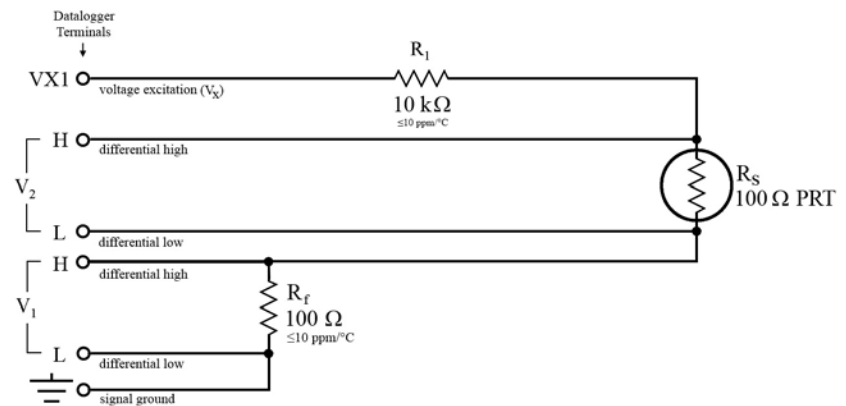 Datalogger
Terminals
R1
VX1
voltage excitation (VX)
10 kΩ
≤10 ppm/°C
H
differential high
V2
RS
100 Ω PRT
L
differential low
H
differential high
V1
Rf
100 Ω
≤10 ppm/°C
L
differential low
signal ground